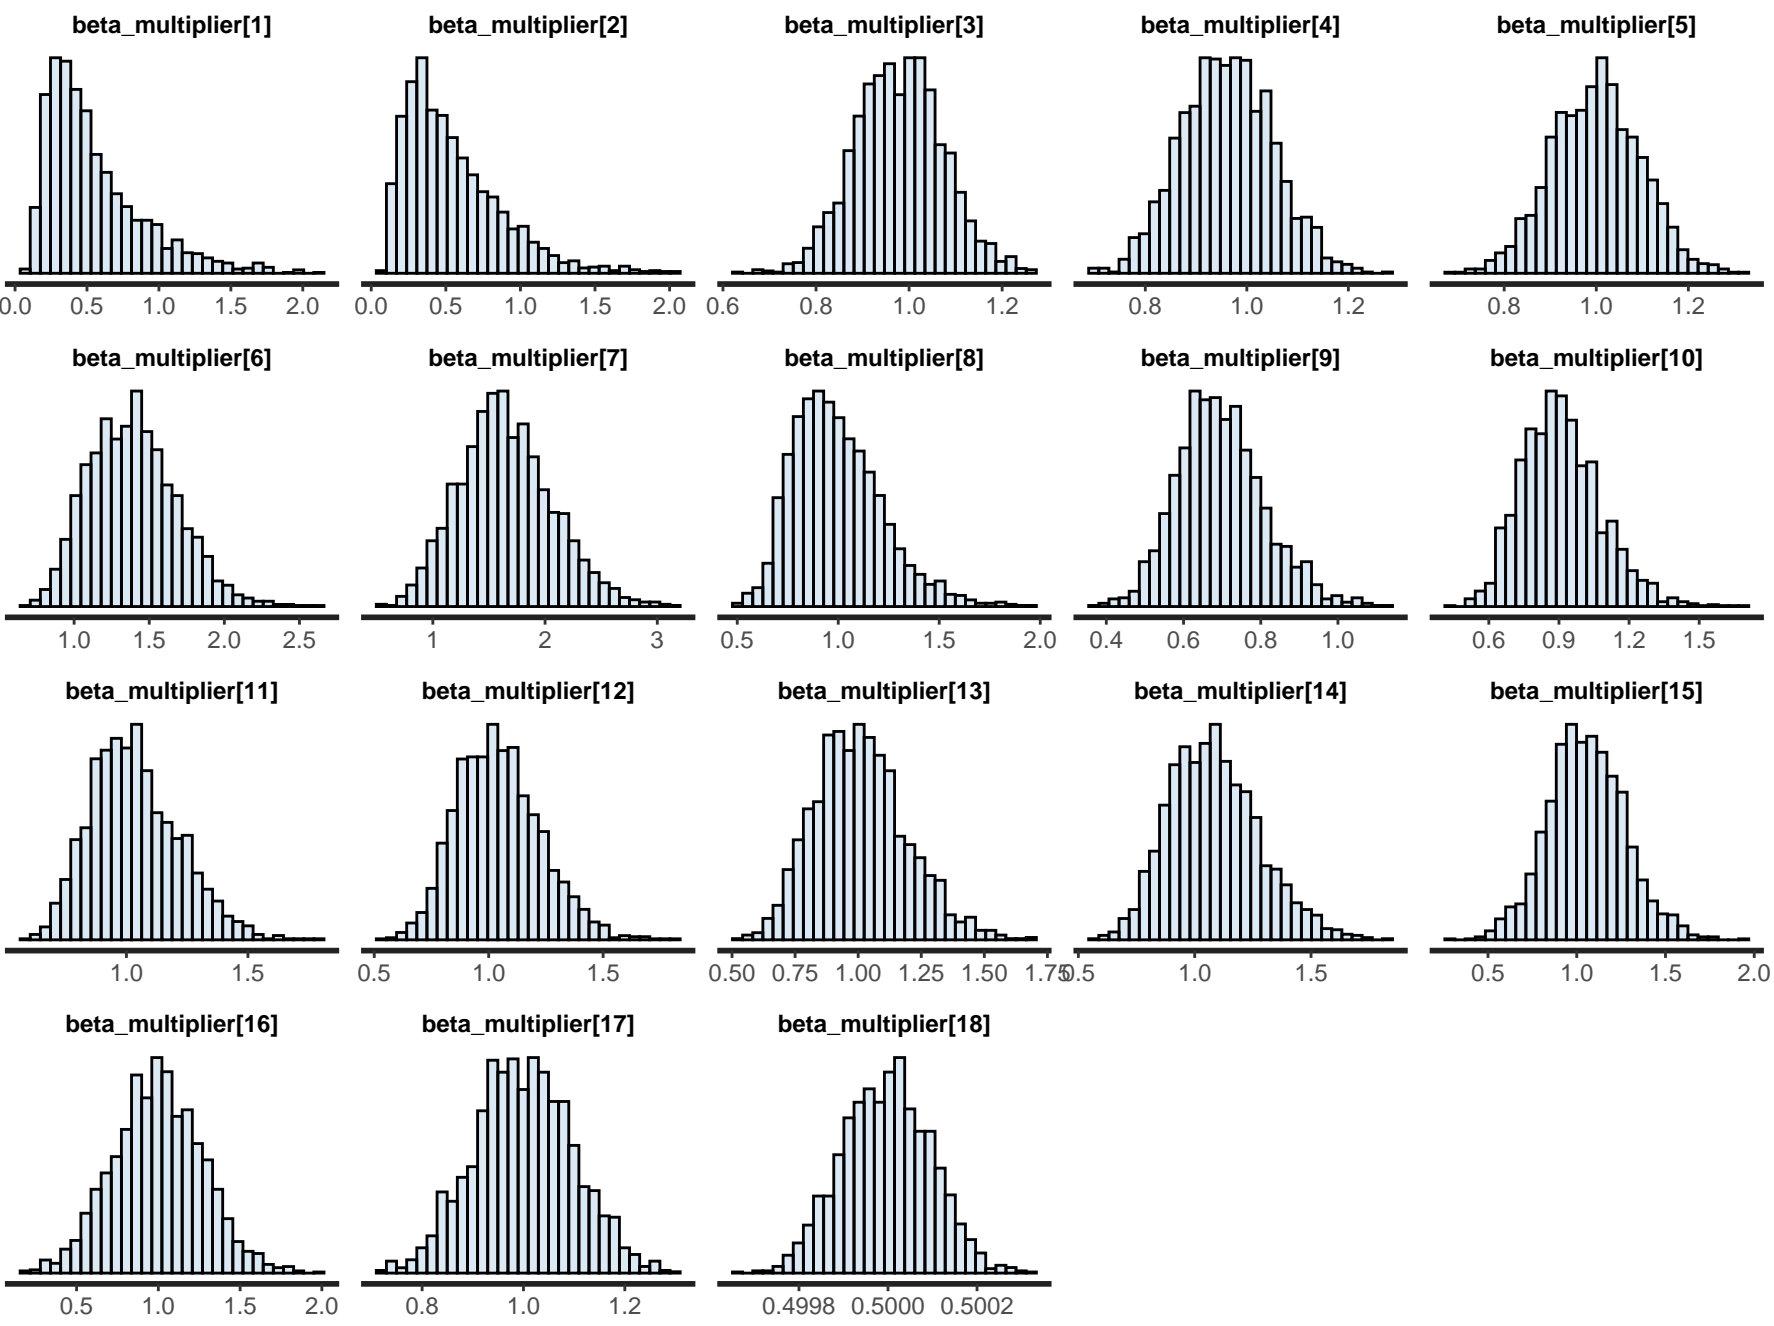 beta_multiplier[1] beta_multiplier[2] beta_multiplier[3] beta_multiplier[4] beta_multiplier[5]
0.0 0.5 1.0 1.5 2.0 0.0 0.5 1.0 1.5 2.0 0.6 0.8 1.0 1.2 0.8 1.0 1.2 0.8 1.0 1.2
beta_multiplier[6] beta_multiplier[7] beta_multiplier[8] beta_multiplier[9] beta_multiplier[10]
1.0 1.5 2.0 2.5 1 2 3 0.5 1.0 1.5 2.0 0.4 0.6 0.8 1.0 0.6 0.9 1.2 1.5
beta_multiplier[11] beta_multiplier[12] beta_multiplier[13] beta_multiplier[14] beta_multiplier[15]
1.0 1.5 0.5 1.0 1.5 0.50 0.75 1.00 1.25 1.50 1.75 0.5 1.0 1.5 0.5 1.0 1.5 2.0
beta_multiplier[16] beta_multiplier[17] beta_multiplier[18]
0.5 1.0 1.5 2.0 0.8 1.0 1.2 0.4998 0.5000 0.5002